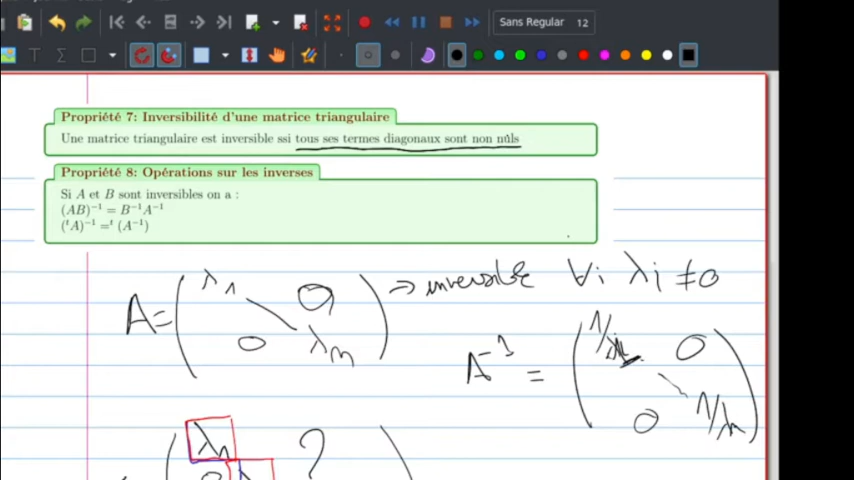 Sans Regular 12
Propriété 7: Inversibilité d'une matrice triangulaire
Une matrice triangulaire est inversible ssi tous ses termes diagonaux sont non nûls
Propriété 8: Opérations sur les inverses
Si A et B sont inversibles on a :
(AB)⁻¹ = B⁻¹A⁻¹
(ᵗA)⁻¹ =ᵗ (A⁻¹)
A = ( λ₁ 0 → inversible ∀i λi ≠ 0
0 λn )
A⁻¹ = ( 1/λ₁ 0
0 1/λn )
( λ₁ ? )